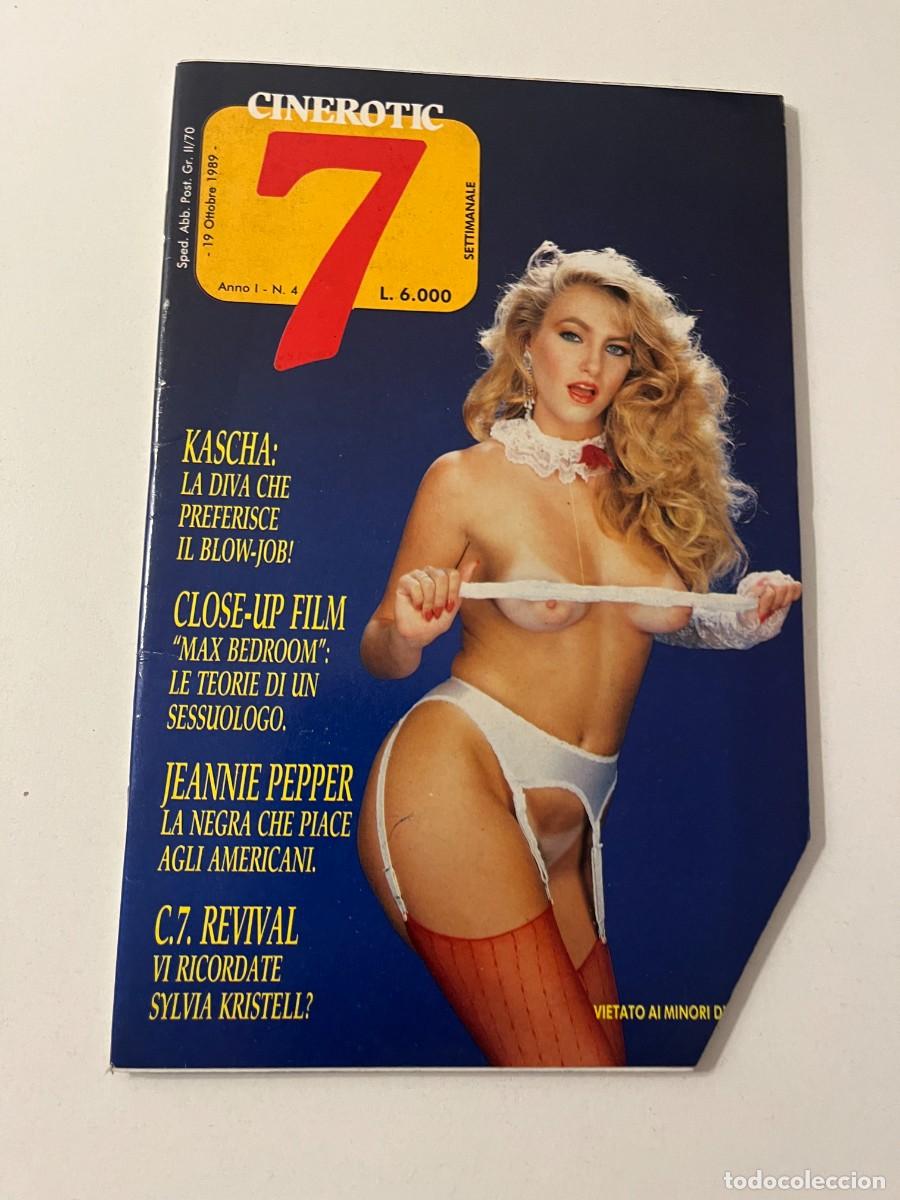 CINEROTIC
7
Sped. Abb. Post. Gr. II/70
- 19 Ottobre 1989 -
SETTIMANALE
Anno I - N. 4
L. 6.000
KASCHA:
LA DIVA CHE
PREFERISCE
IL BLOW-JOB!
CLOSE-UP FILM
"MAX BEDROOM":
LE TEORIE DI UN
SESSUOLOGO.
JEANNIE PEPPER
LA NEGRA CHE PIACE
AGLI AMERICANI.
C.7. REVIVAL
VI RICORDATE
SYLVIA KRISTELL?
VIETATO AI MINORI
todocoleccion